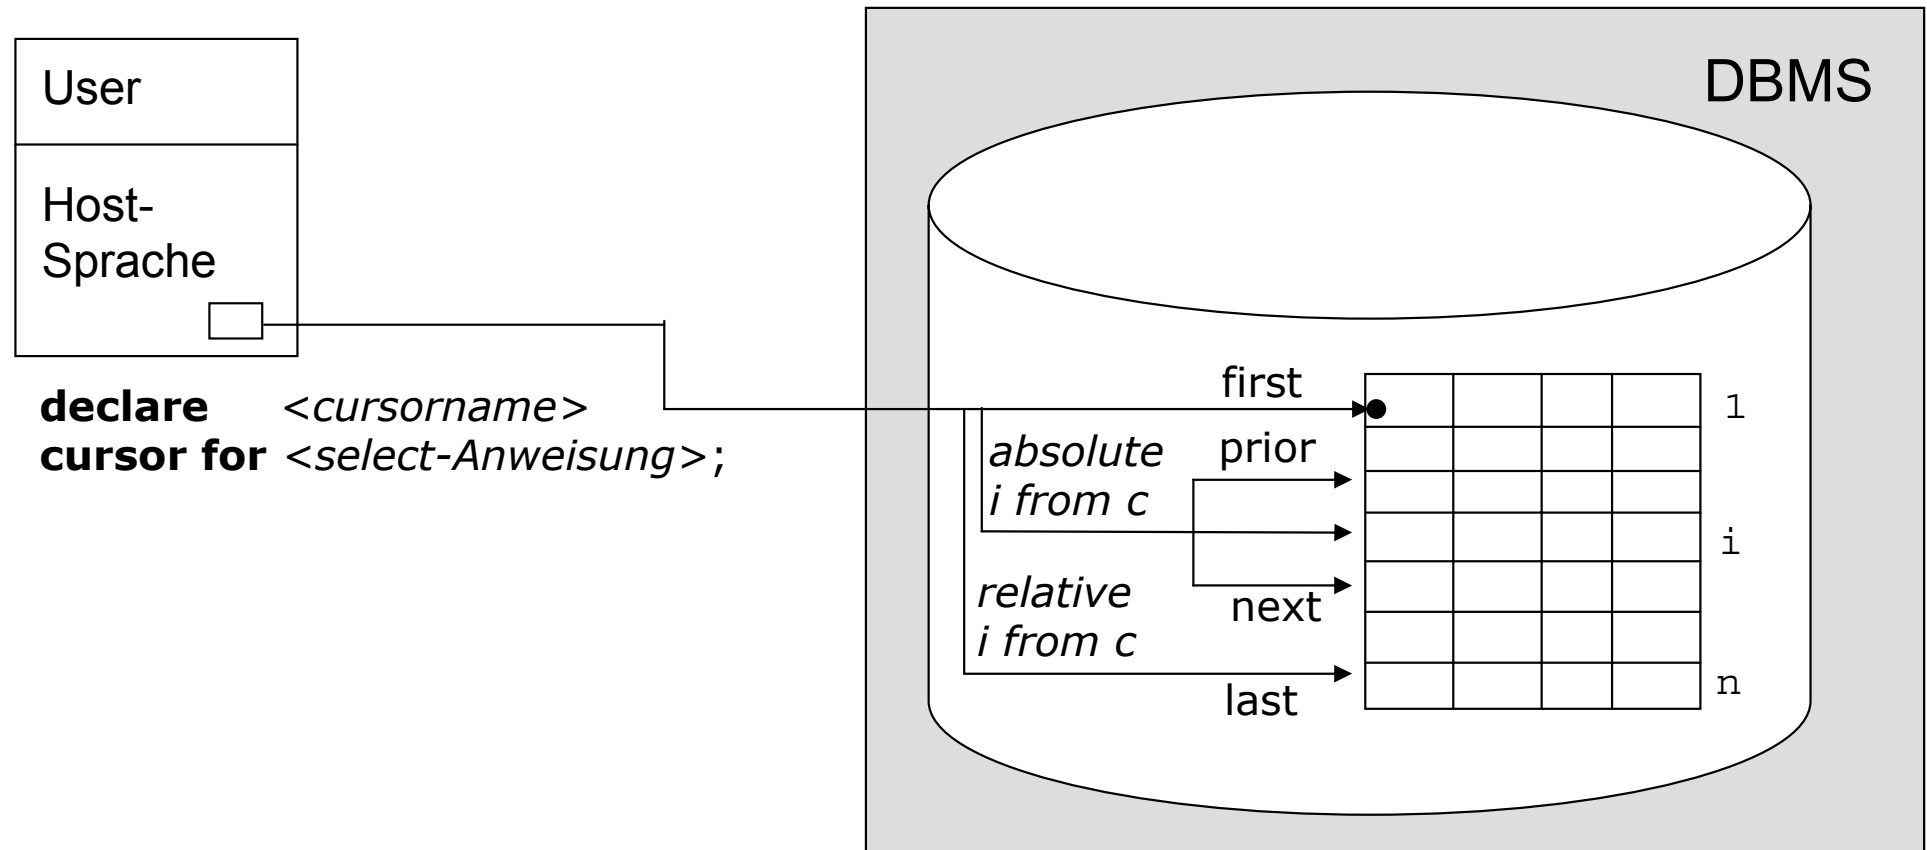 User
Host-
Sprache
declare <cursorname>
cursor for <select-Anweisung>;
DBMS
first
1
absolute
i from c
prior
i
relative
i from c
next
last
n